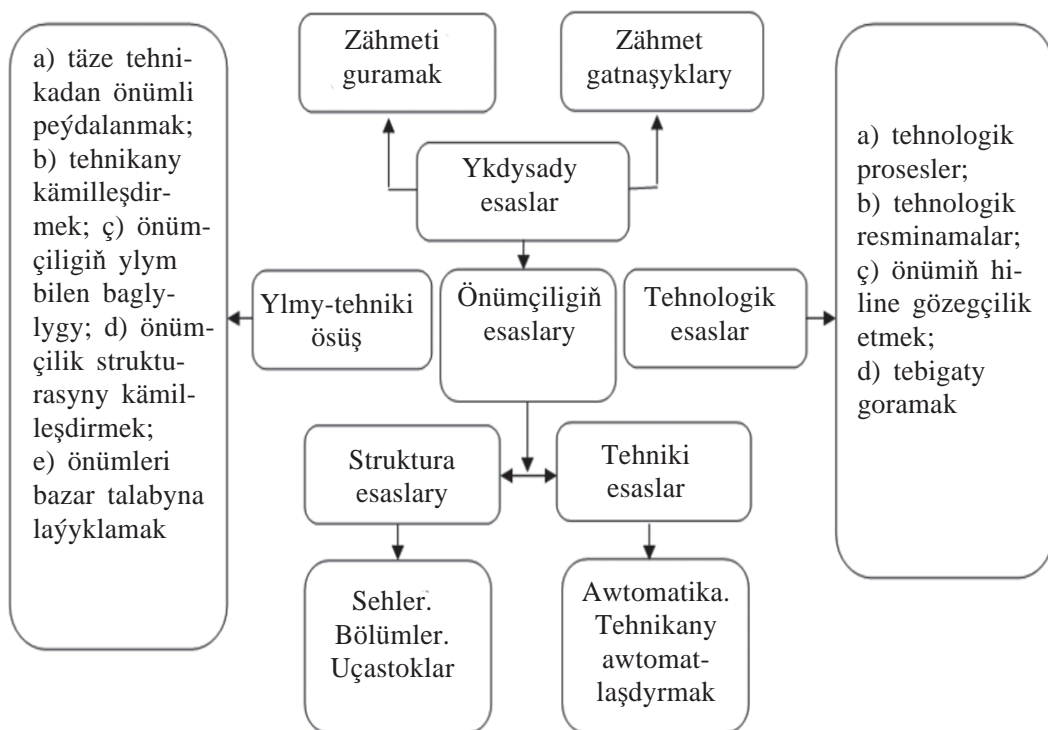 a) täze tehni-
kadan önümli
peýdalanmak;
b) tehnikany
kämilleşdir-
mek; ç) önüm-
çiligiň ylym
bilen bagly-
lygy; d) önüm-
çilik struktu-
rasyny kämil-
leşdirmek;
e) önümleri
bazar talabyna
laýyklamak
Zähmeti
guramak
Zähmet
gatnaşyklary
Ykdysady
esaslar
Ylmy-tehniki
ösüş
Önümçiligiň
esaslary
Tehnologik
esaslar
a) tehnologik
prosesler;
b) tehnologik
resminamalar;
ç) önümiň hi-
line gözegçilik
etmek;
d) tebigaty
goramak
Struktura
esaslary
Tehniki
esaslar
Sehler.
Bölümler.
Uçastoklar
Awtomatika.
Tehnikany
awtomat-
laşdyrmak